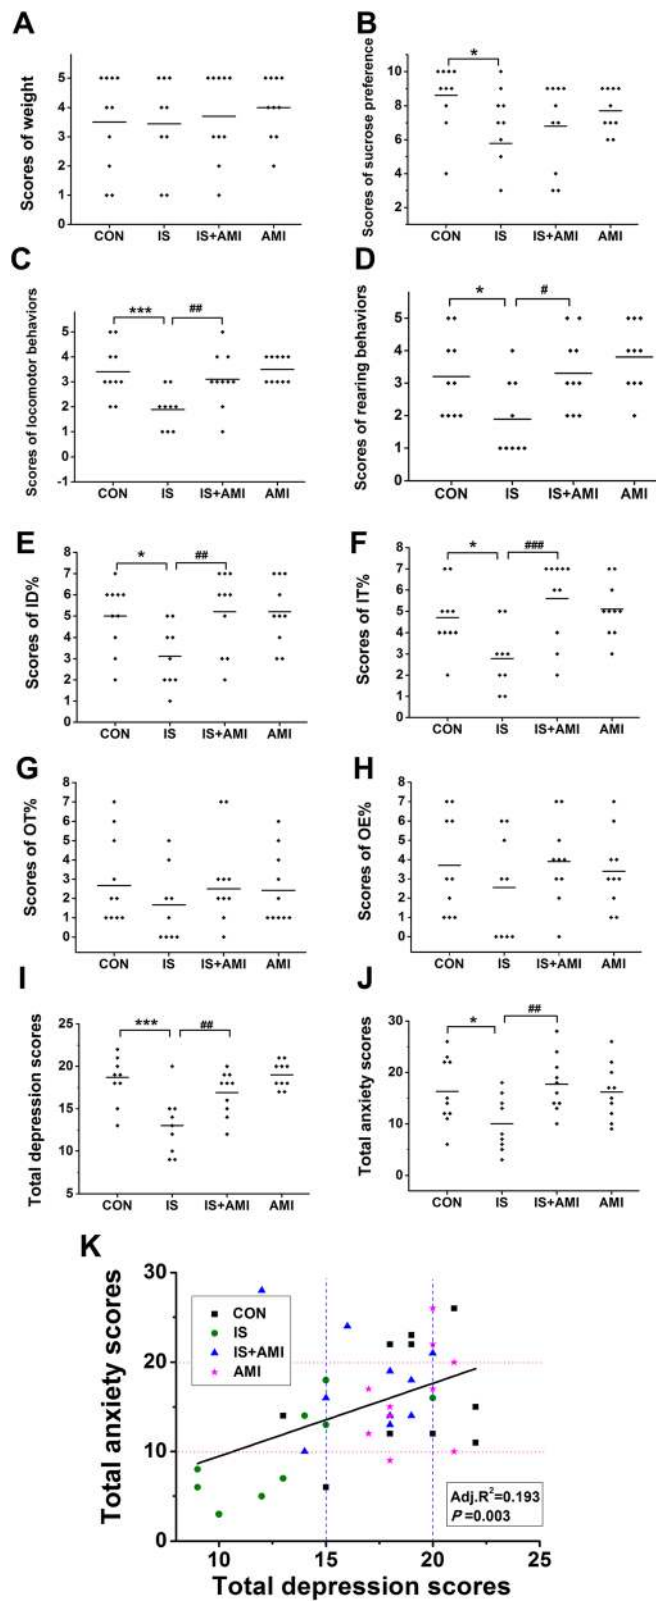 A
Scores of weight
5
4
3
2
1
0
CON IS IS+AMI AMI
B
Scores of sucrose preference
10
8
6
4
2
*
CON IS IS+AMI AMI
C
Scores of locomotor behaviors
5
4
3
2
1
0
-1
*** ##
CON IS IS+AMI AMI
D
Scores of rearing behaviors
5
4
3
2
1
0
* #
CON IS IS+AMI AMI
E
Scores of ID%
8
7
6
5
4
3
2
1
0
* ##
CON IS IS+AMI AMI
F
Scores of IT%
8
7
6
5
4
3
2
1
0
* ###
CON IS IS+AMI AMI
G
Scores of OT%
8
7
6
5
4
3
2
1
0
CON IS IS+AMI AMI
H
Scores of OE%
8
7
6
5
4
3
2
1
0
CON IS IS+AMI AMI
I
Total depression scores
25
20
15
10
5
*** ##
CON IS IS+AMI AMI
J
Total anxiety scores
30
20
10
0
* ##
CON IS IS+AMI AMI
K
Total anxiety scores
30
20
10
0
CON
IS
IS+AMI
AMI
Adj.R²=0.193
P=0.003
10 15 20 25
Total depression scores